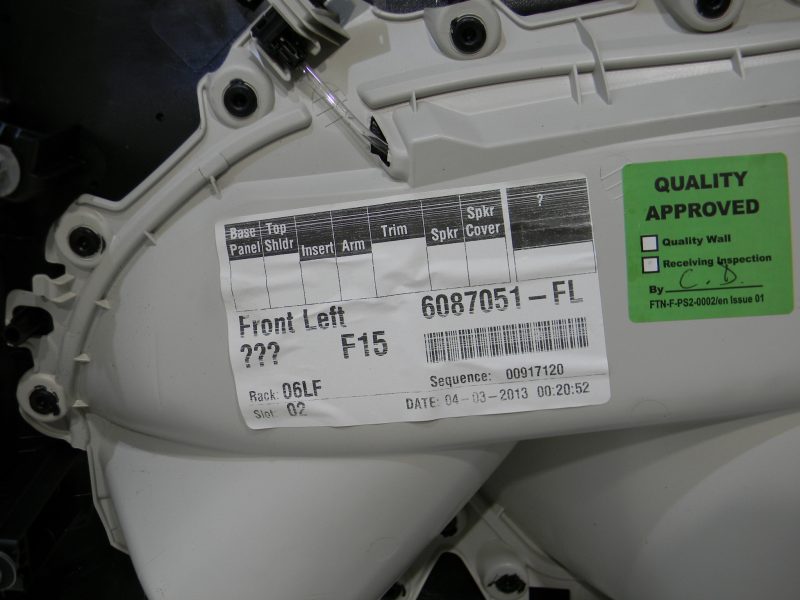 Base Panel Top Shldr Insert Arm Trim Spkr Spkr Cover ?
Front Left 6087051-FL
??? F15
Rack: 06LF Sequence: 00917120
Slot: 02 DATE: 04-03-2013 00:20:52
QUALITY
APPROVED
Quality Wall
Receiving Inspection
By C.D.
FTN-F-PS2-0002/en Issue 01